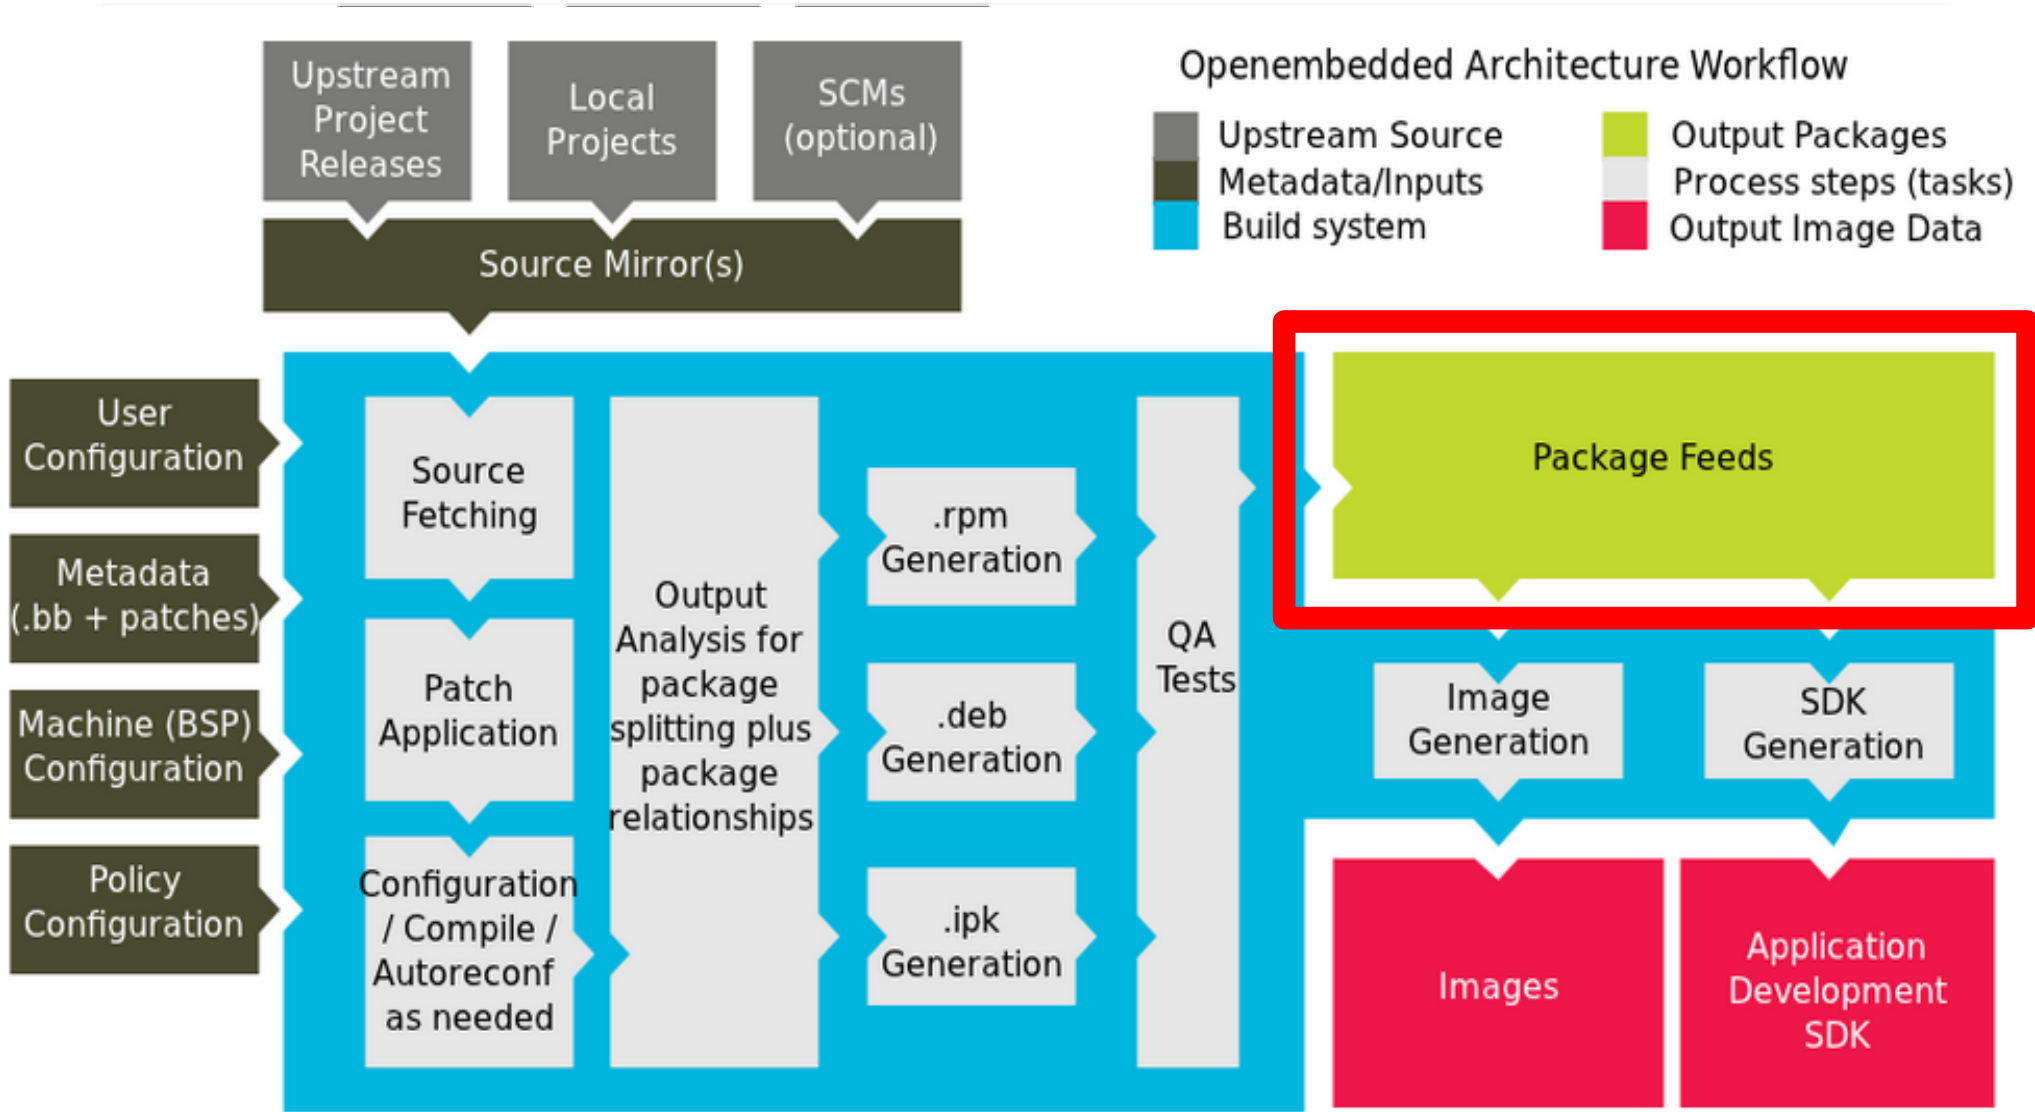 Upstream
Project
Releases
Local
Projects
SCMs
(optional)
Source Mirror(s)
Openembedded Architecture Workflow
Upstream Source
Metadata/Inputs
Build system
Output Packages
Process steps (tasks)
Output Image Data
User
Configuration
Metadata
(.bb + patches)
Machine (BSP)
Configuration
Policy
Configuration
Source
Fetching
Patch
Application
Configuration
/ Compile /
Autoreconf
as needed
Output
Analysis for
package
splitting plus
package
relationships
.rpm
Generation
.deb
Generation
.ipk
Generation
QA
Tests
Package Feeds
Image
Generation
SDK
Generation
Images
Application
Development
SDK